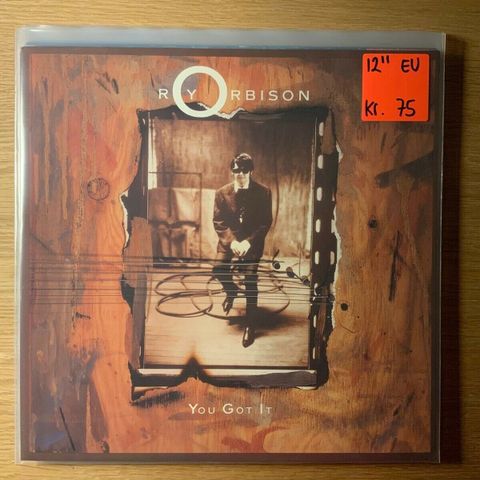 ROY ORBISON
12" EU
Kr. 75
YOU GOT IT